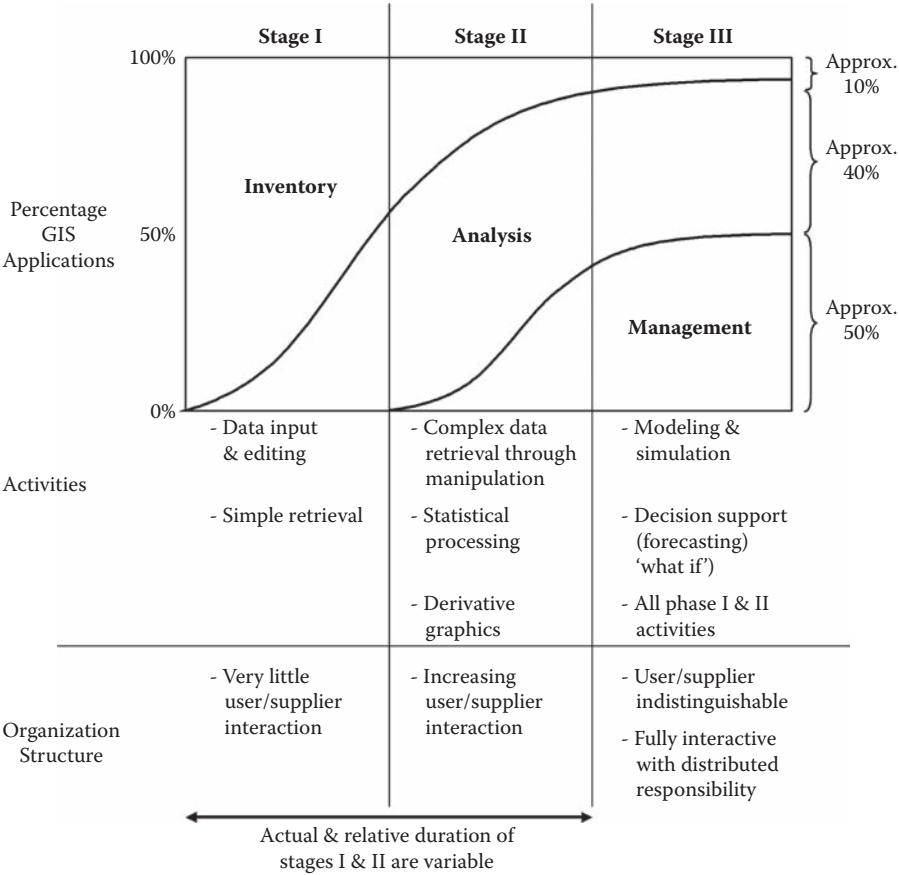 Stage I
Stage II
Stage III
100%
50%
0%
Percentage
GIS
Applications
Inventory
Analysis
Management
Approx.
10%
Approx.
40%
Approx.
50%
Activities
- Data input
& editing
- Simple retrieval
- Complex data
retrieval through
manipulation
- Statistical
processing
- Derivative
graphics
- Modeling &
simulation
- Decision support
(forecasting)
‘what if’)
- All phase I & II
activities
Organization
Structure
- Very little
user/supplier
interaction
- Increasing
user/supplier
interaction
- User/supplier
indistinguishable
- Fully interactive
with distributed
responsibility
Actual & relative duration of
stages I & II are variable